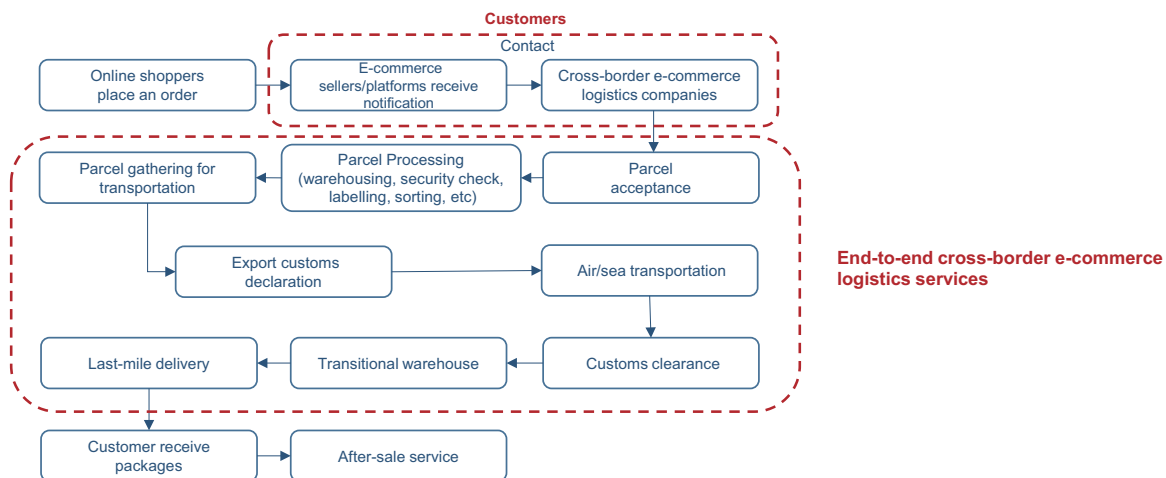 Customers
Contact
Online shoppers
place an order
E-commerce
sellers/platforms receive
notification
Cross-border e-commerce
logistics companies
Parcel gathering for
transportation
Parcel Processing
(warehousing, security check,
labelling, sorting, etc)
Parcel
acceptance
Export customs
declaration
Air/sea transportation
End-to-end cross-border e-commerce
logistics services
Last-mile delivery
Transitional warehouse
Customs clearance
Customer receive
packages
After-sale service